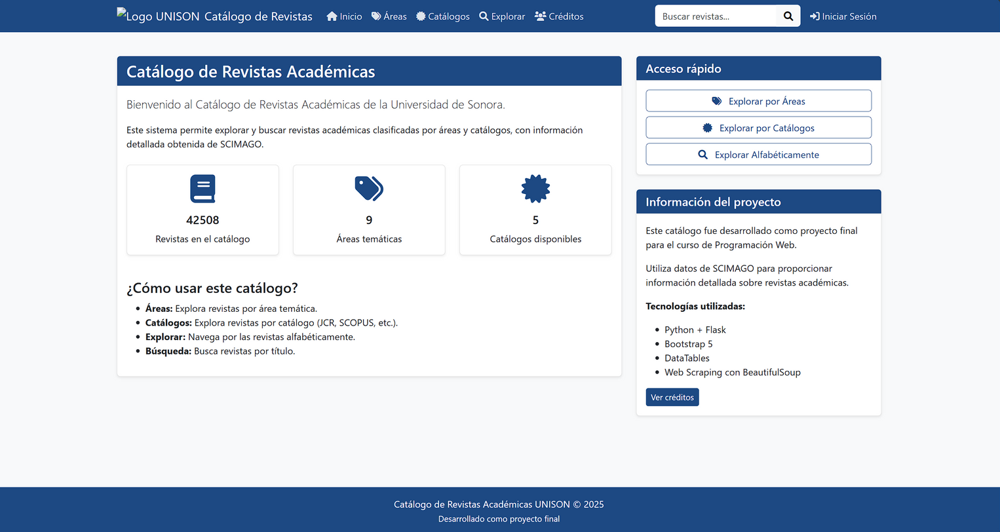 Logo UNISON Catálogo de Revistas Inicio Áreas Catálogos Explorar Créditos Buscar revistas... Iniciar Sesión
Catálogo de Revistas Académicas
Bienvenido al Catálogo de Revistas Académicas de la Universidad de Sonora.
Este sistema permite explorar y buscar revistas académicas clasificadas por áreas y catálogos, con información
detallada obtenida de SCIMAGO.
42508
Revistas en el catálogo
9
Áreas temáticas
5
Catálogos disponibles
¿Cómo usar este catálogo?
Áreas: Explora revistas por área temática.
Catálogos: Explora revistas por catálogo (JCR, SCOPUS, etc.).
Explorar: Navega por las revistas alfabéticamente.
Búsqueda: Busca revistas por título.
Acceso rápido
Explorar por Áreas
Explorar por Catálogos
Explorar Alfabéticamente
Información del proyecto
Este catálogo fue desarrollado como proyecto final
para el curso de Programación Web.
Utiliza datos de SCIMAGO para proporcionar
información detallada sobre revistas académicas.
Tecnologías utilizadas:
Python + Flask
Bootstrap 5
DataTables
Web Scraping con BeautifulSoup
Ver créditos
Catálogo de Revistas Académicas UNISON © 2025
Desarrollado como proyecto final